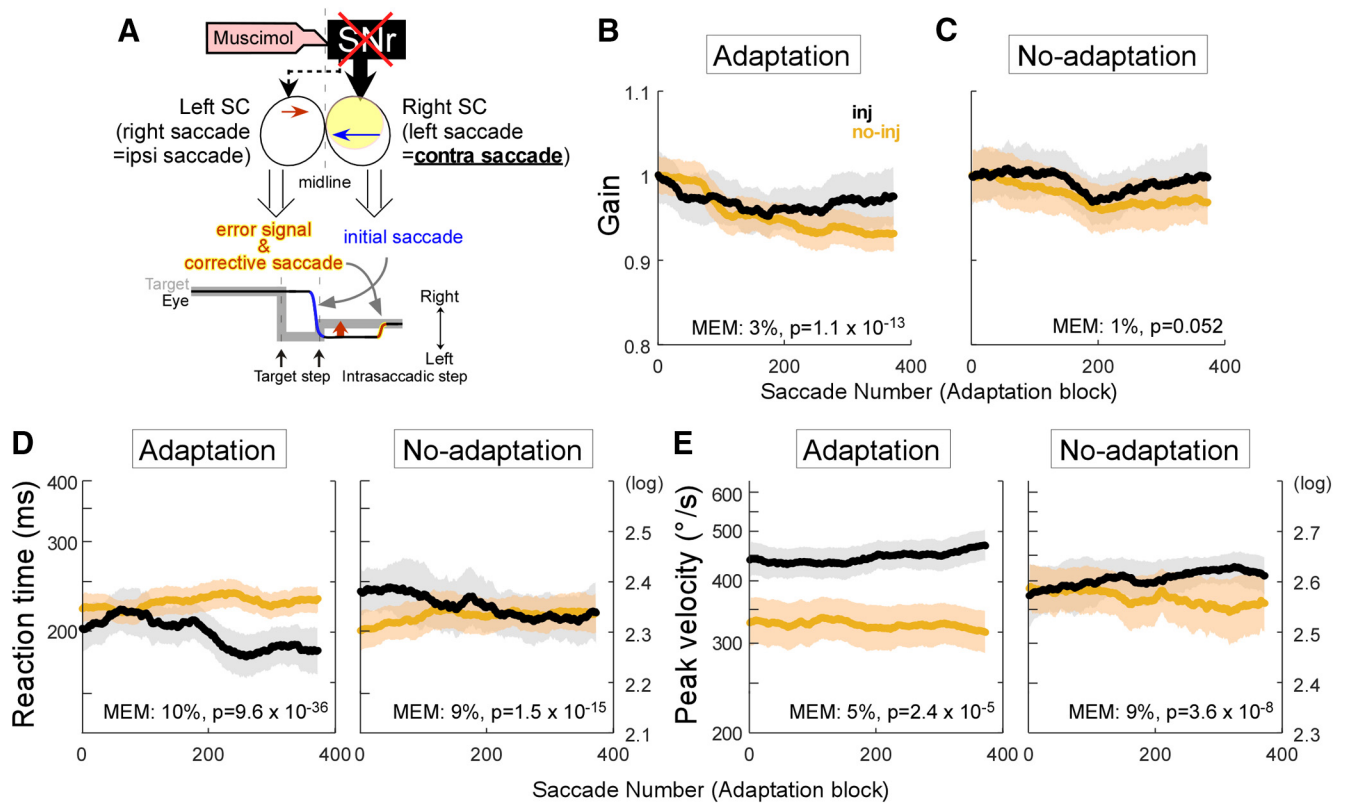 A
Muscimol
SNr
Left SC
(right saccade
=ipsi saccade)
Right SC
(left saccade
=contra saccade)
midline
error signal
&
corrective saccade
initial saccade
Target
Eye
Right
Left
Target step
Intrasaccadic step
B
Adaptation
inj
no-inj
Gain
1.1
1
0.9
0.8
MEM: 3%, p=1.1 x 10-13
0
200
400
C
No-adaptation
MEM: 1%, p=0.052
0
200
400
Saccade Number (Adaptation block)
D
Adaptation
Reaction time (ms)
400
300
200
MEM: 10%, p=9.6 x 10-36
0
200
400
No-adaptation
(log)
2.5
2.4
2.3
2.2
2.1
MEM: 9%, p=1.5 x 10-15
0
200
400
E
Adaptation
Peak velocity (°/s)
600
500
400
300
200
MEM: 5%, p=2.4 x 10-5
0
200
400
No-adaptation
(log)
2.7
2.6
2.5
2.4
2.3
MEM: 9%, p=3.6 x 10-8
0
200
400
Saccade Number (Adaptation block)